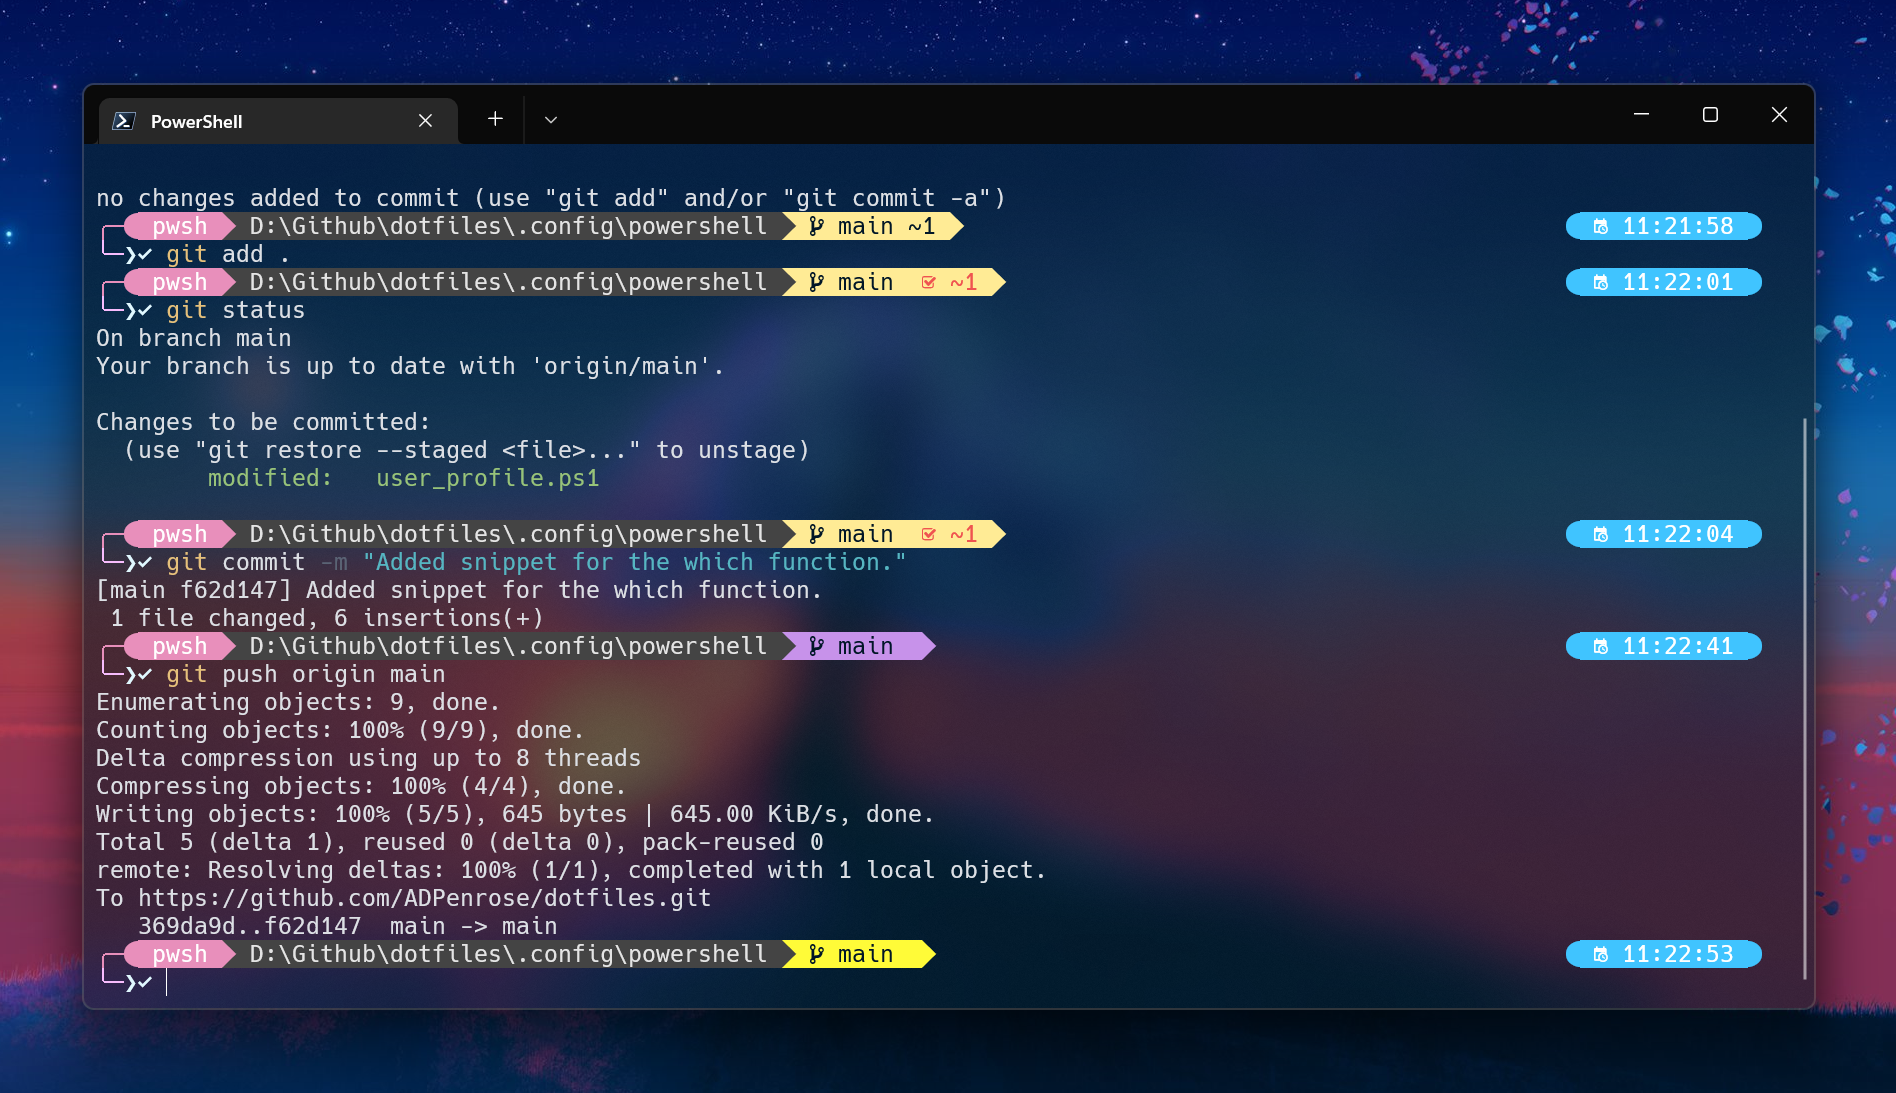 PowerShell
no changes added to commit (use "git add" and/or "git commit -a")
pwsh D:\Github\dotfiles\.config\powershell main ~1 11:21:58
❯✓ git add .
pwsh D:\Github\dotfiles\.config\powershell main ~1 11:22:01
❯✓ git status
On branch main
Your branch is up to date with 'origin/main'.
Changes to be committed:
(use "git restore --staged <file>..." to unstage)
modified: user_profile.ps1
pwsh D:\Github\dotfiles\.config\powershell main ~1 11:22:04
❯✓ git commit -m "Added snippet for the which function."
[main f62d147] Added snippet for the which function.
1 file changed, 6 insertions(+)
pwsh D:\Github\dotfiles\.config\powershell main 11:22:41
❯✓ git push origin main
Enumerating objects: 9, done.
Counting objects: 100% (9/9), done.
Delta compression using up to 8 threads
Compressing objects: 100% (4/4), done.
Writing objects: 100% (5/5), 645 bytes | 645.00 KiB/s, done.
Total 5 (delta 1), reused 0 (delta 0), pack-reused 0
remote: Resolving deltas: 100% (1/1), completed with 1 local object.
To https://github.com/ADPenrose/dotfiles.git
369da9d..f62d147 main -> main
pwsh D:\Github\dotfiles\.config\powershell main 11:22:53
❯✓